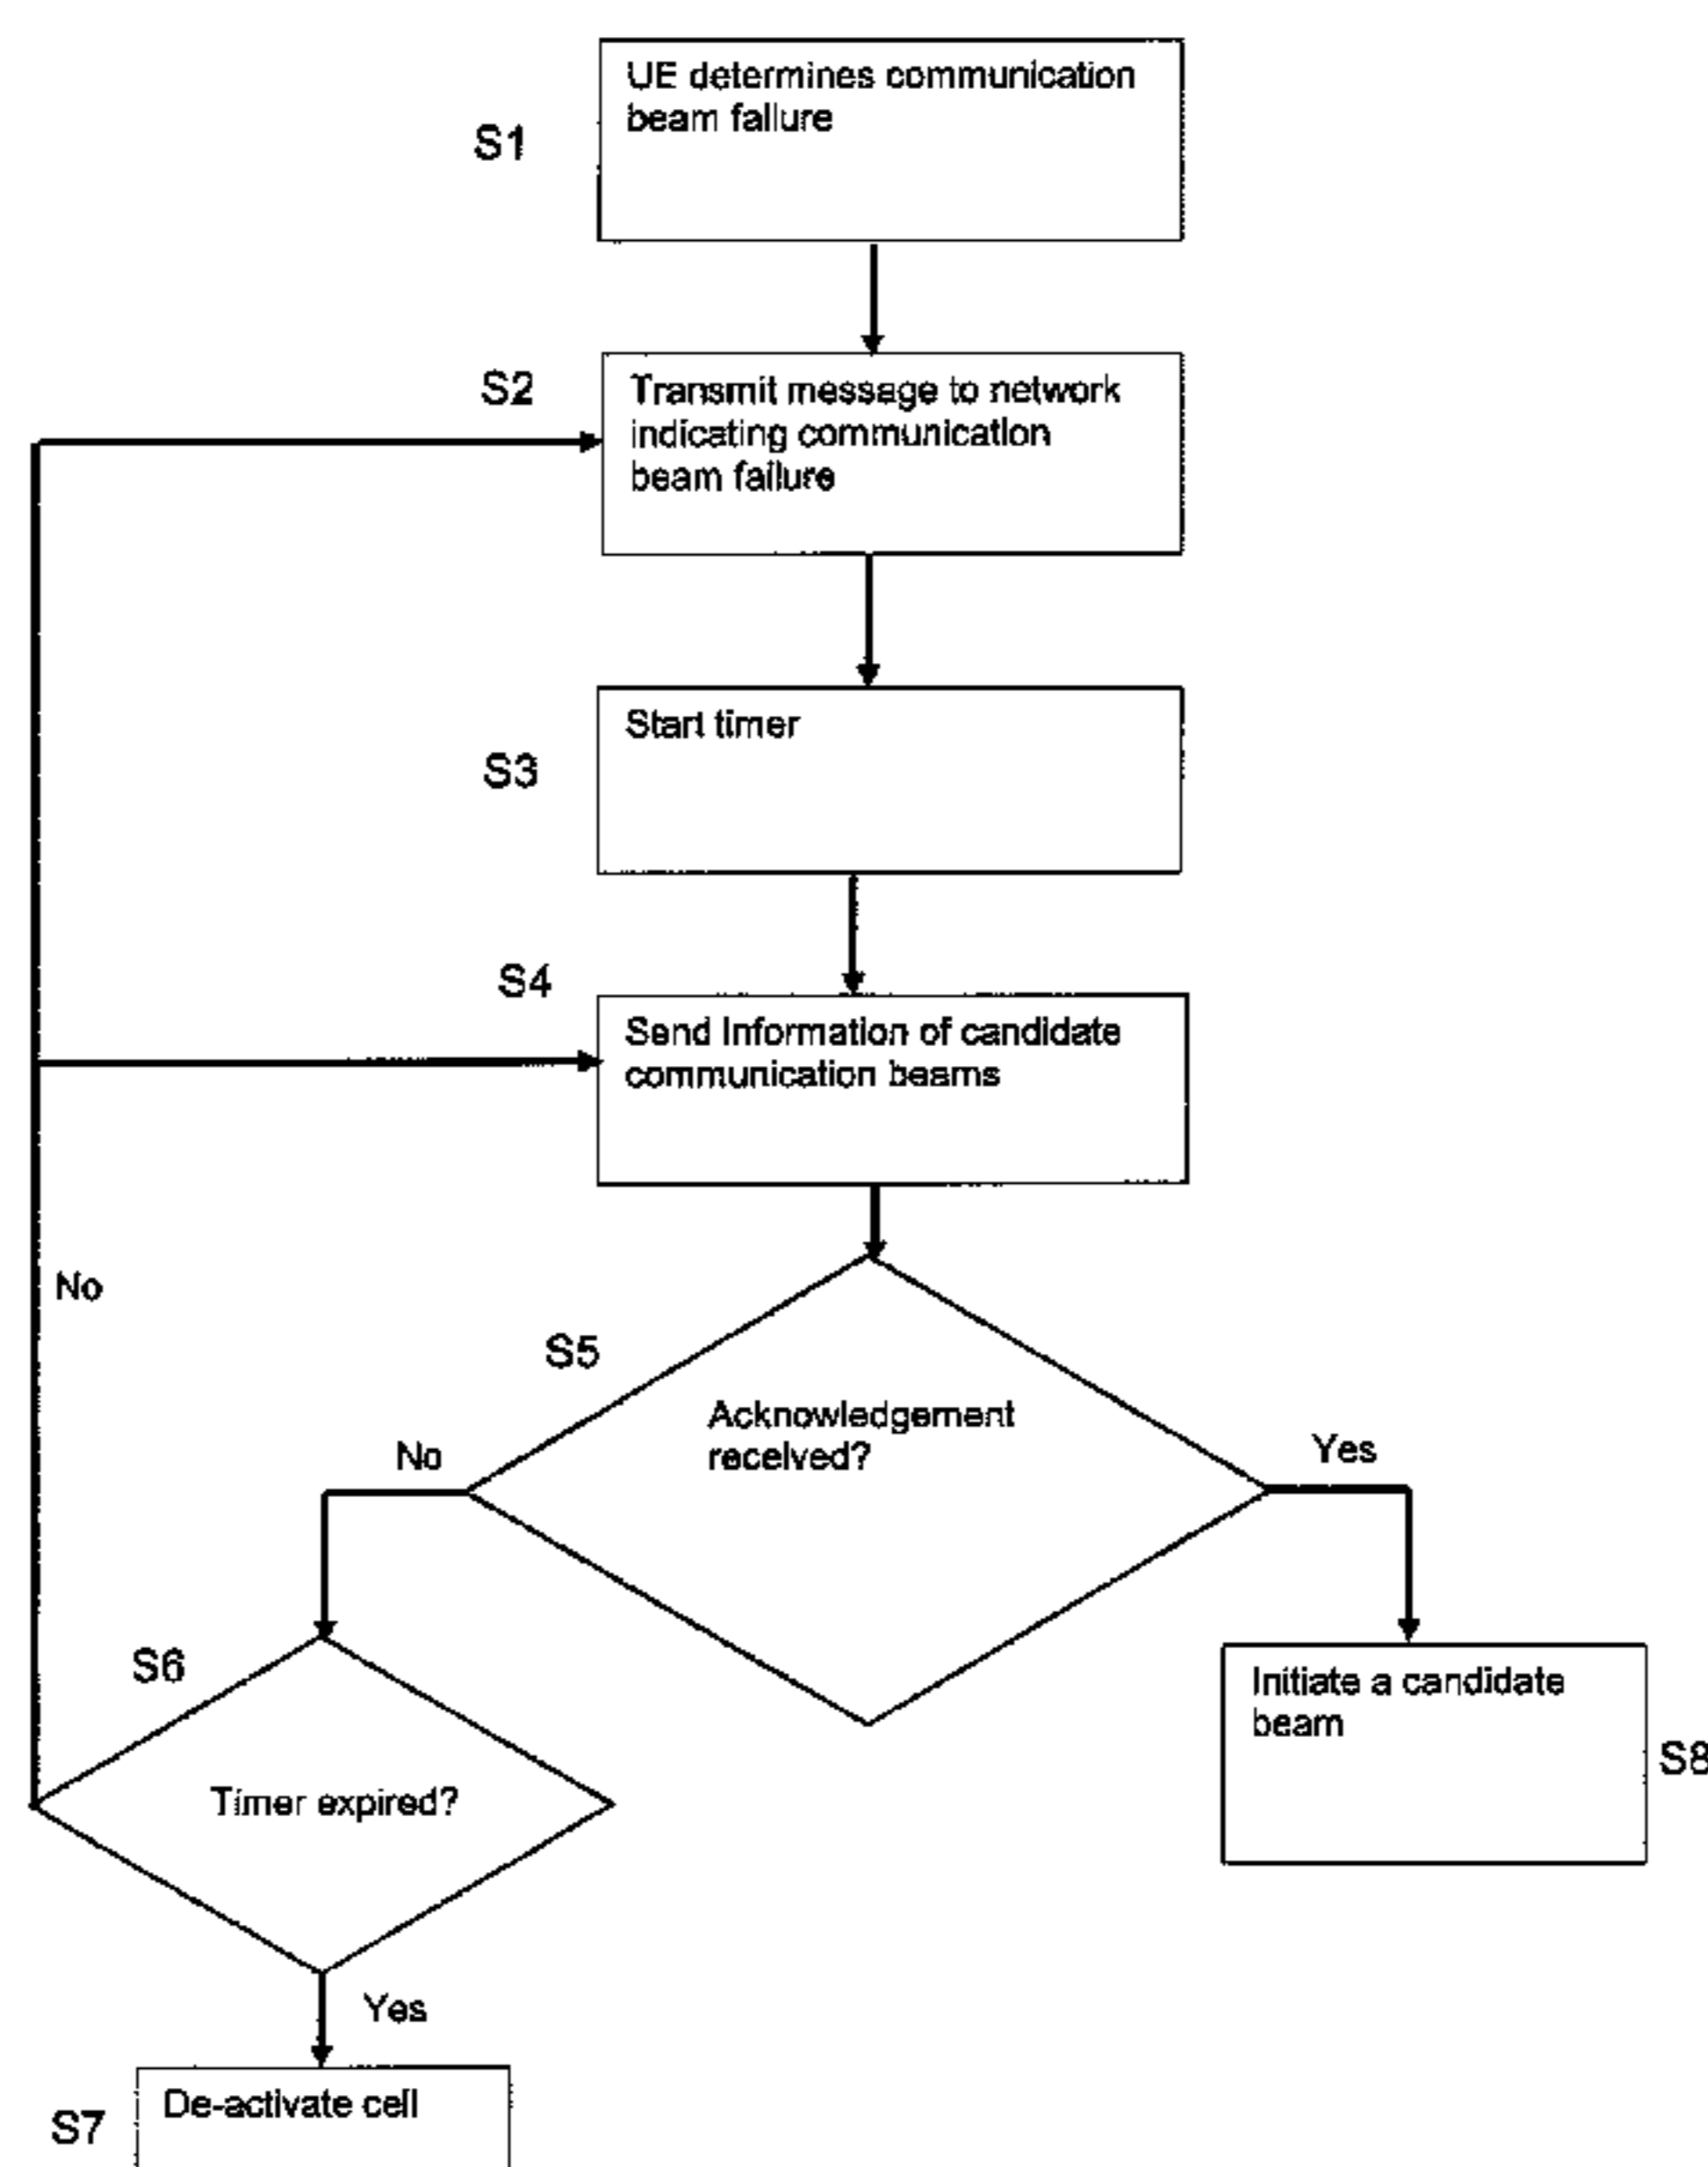 UE determines communication
beam failure
S1
S2
Transmit message to network
indicating communication
beam failure
Start timer
S3
S4
Send Information of candidate
communication beams
No
S5
Acknowledgement
received?
No
Yes
S6
Initiate a candidate
beam
S8
Timer expired?
Yes
De-activate cell
S7